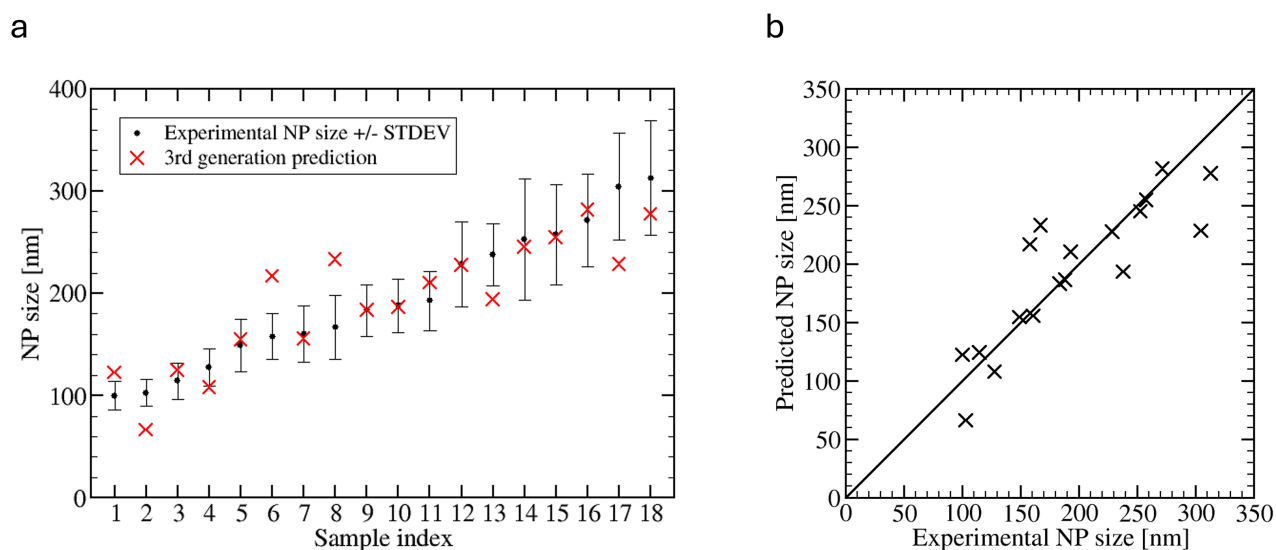 a
b
400
300
200
100
0
NP size [nm]
Experimental NP size +/- STDEV
3rd generation prediction
1 2 3 4 5 6 7 8 9 10 11 12 13 14 15 16 17 18
Sample index
350
300
250
200
150
100
50
0
Predicted NP size [nm]
0 50 100 150 200 250 300 350
Experimental NP size [nm]